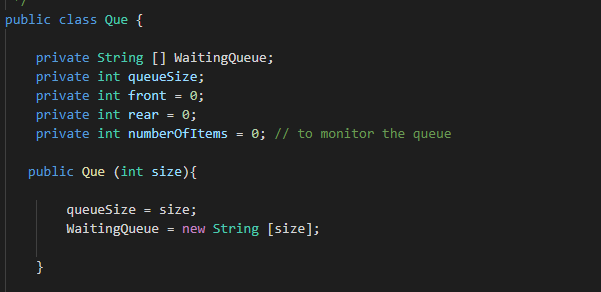 */
public class Que {
private String [] WaitingQueue;
private int queueSize;
private int front = 0;
private int rear = 0;
private int numberOfItems = 0; // to monitor the queue
public Que (int size){
queueSize = size;
WaitingQueue = new String [size];
}